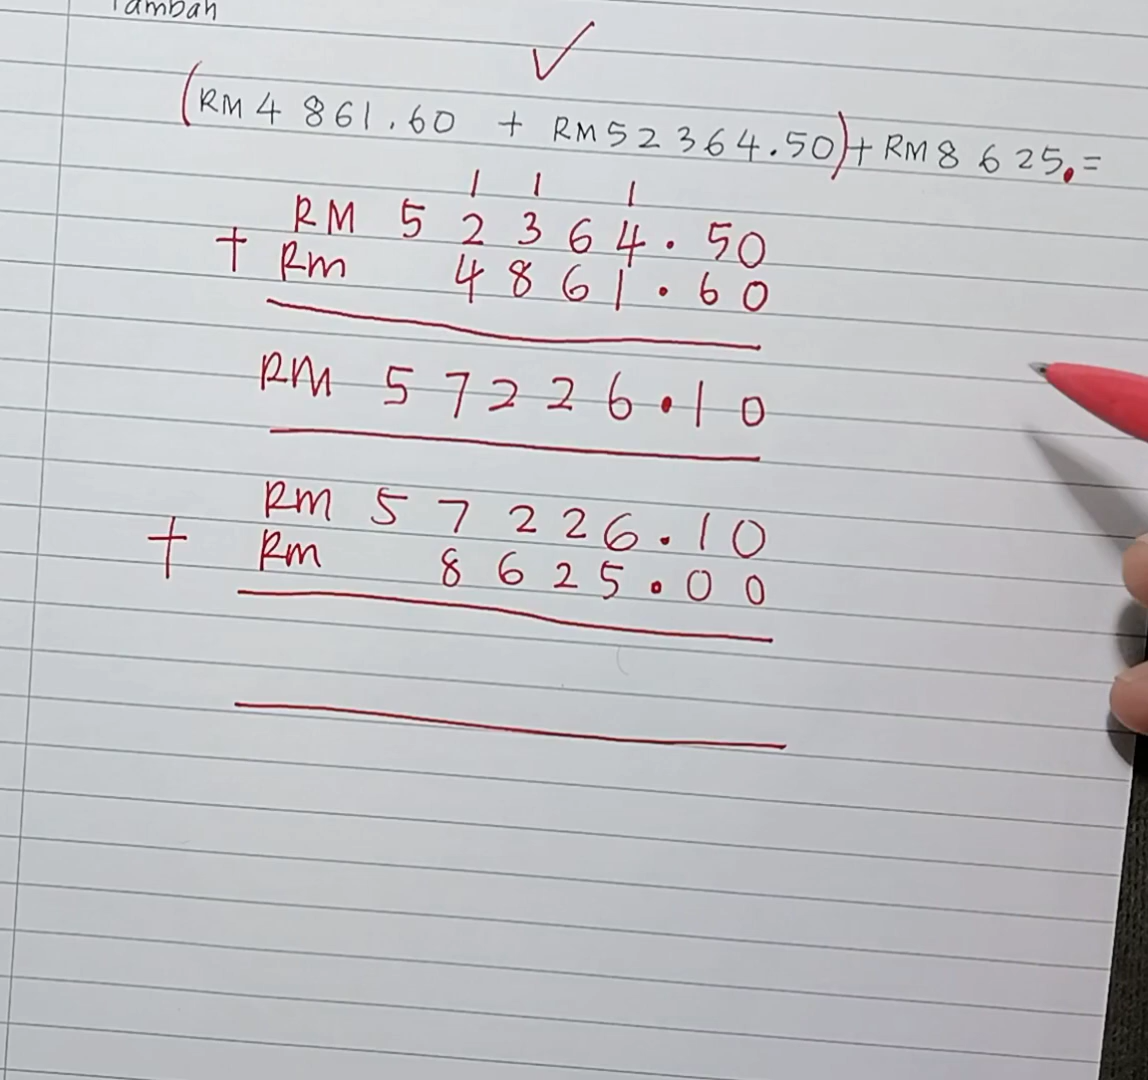 Tambah
(RM4 861.60 + RM52 364.50) + RM8 625. =
1 1 1
RM 5 2 3 6 4 . 50
+ Rm 4 8 6 1 . 6 0
RM 5 7 2 2 6 . 1 0
Rm 5 7 2 2 6 . 1 0
+ Rm 8 6 2 5 . 0 0